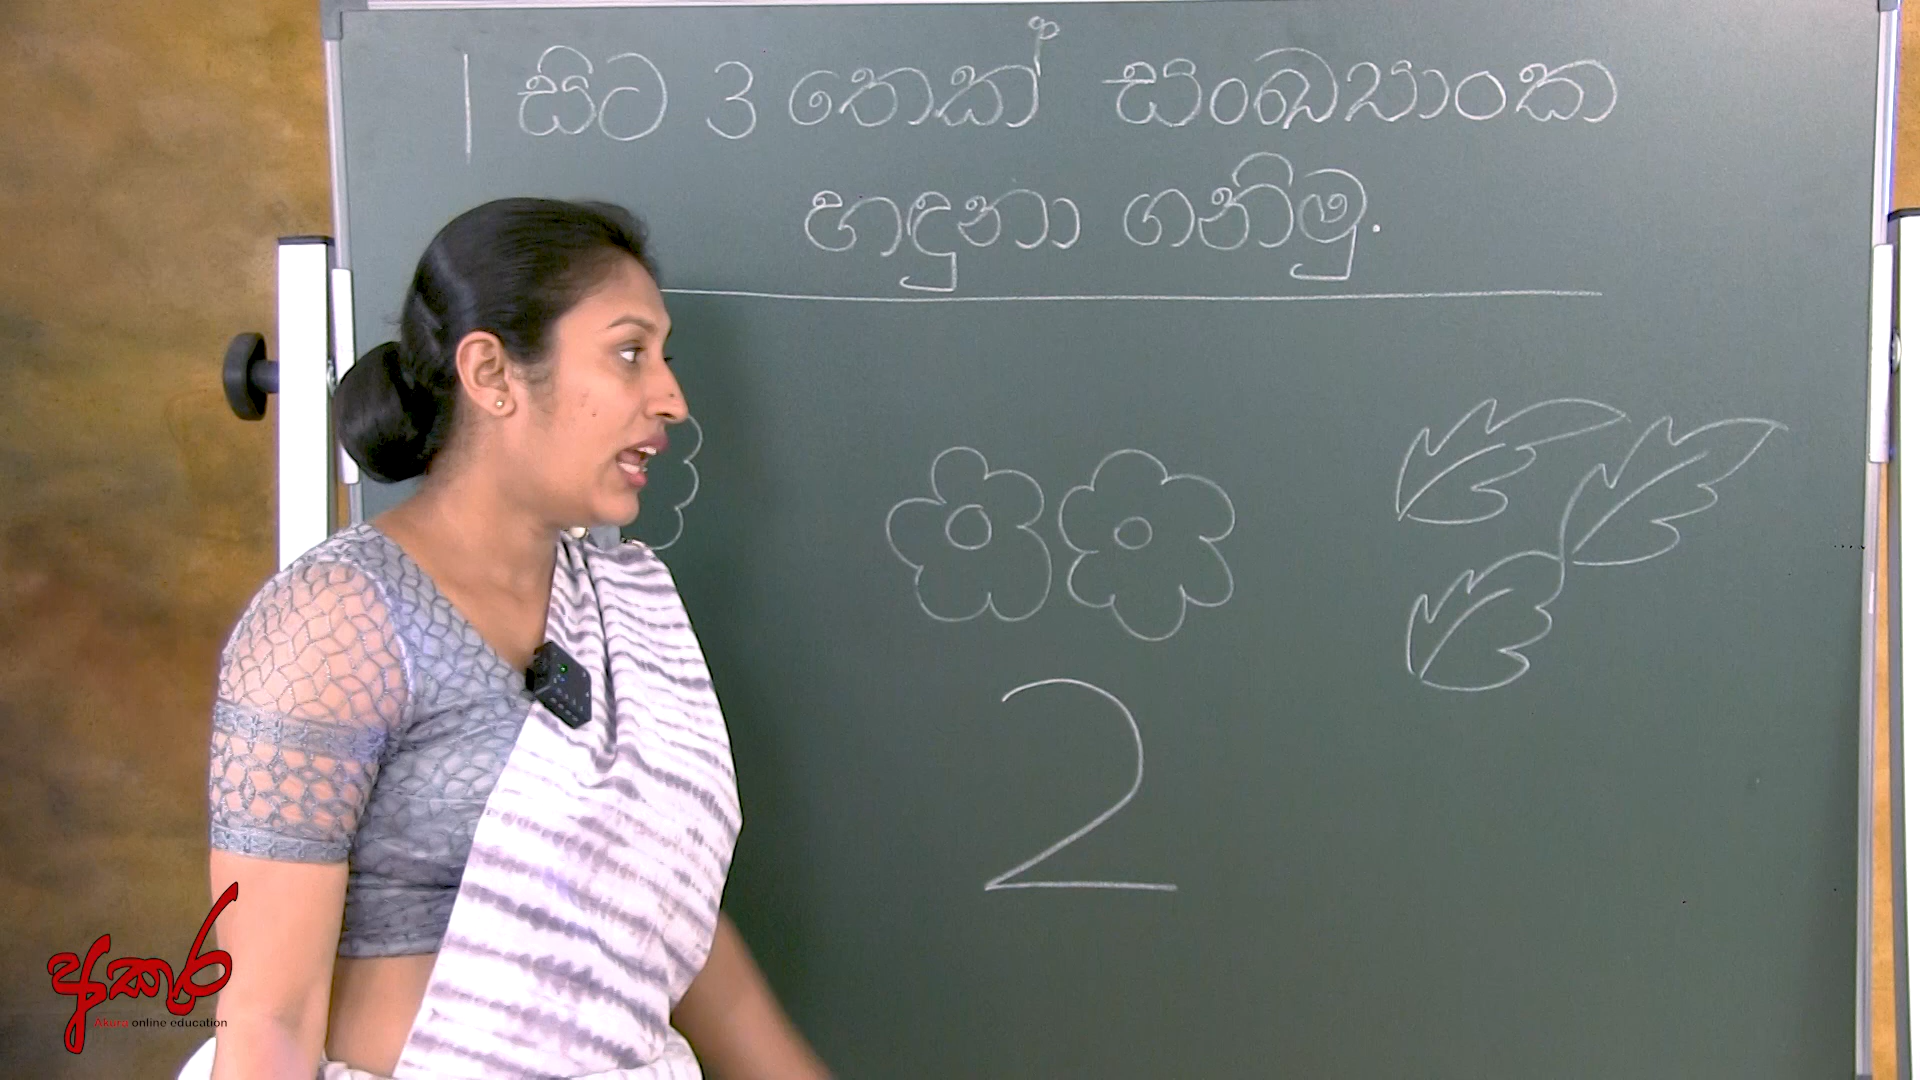 1 සිට 3 තෙක් සංඛ්‍යාංක
හඳුනා ගනිමු.
2
අකුර
Akura online education